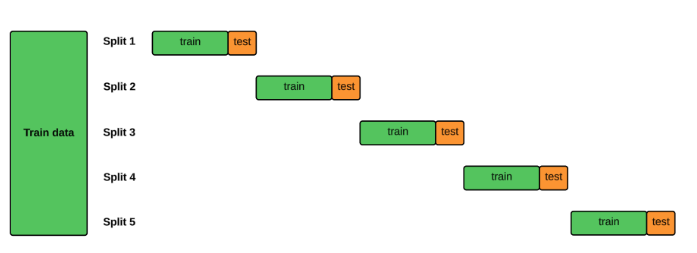 Train data
Split 1 train test
Split 2 train test
Split 3 train test
Split 4 train test
Split 5 train test